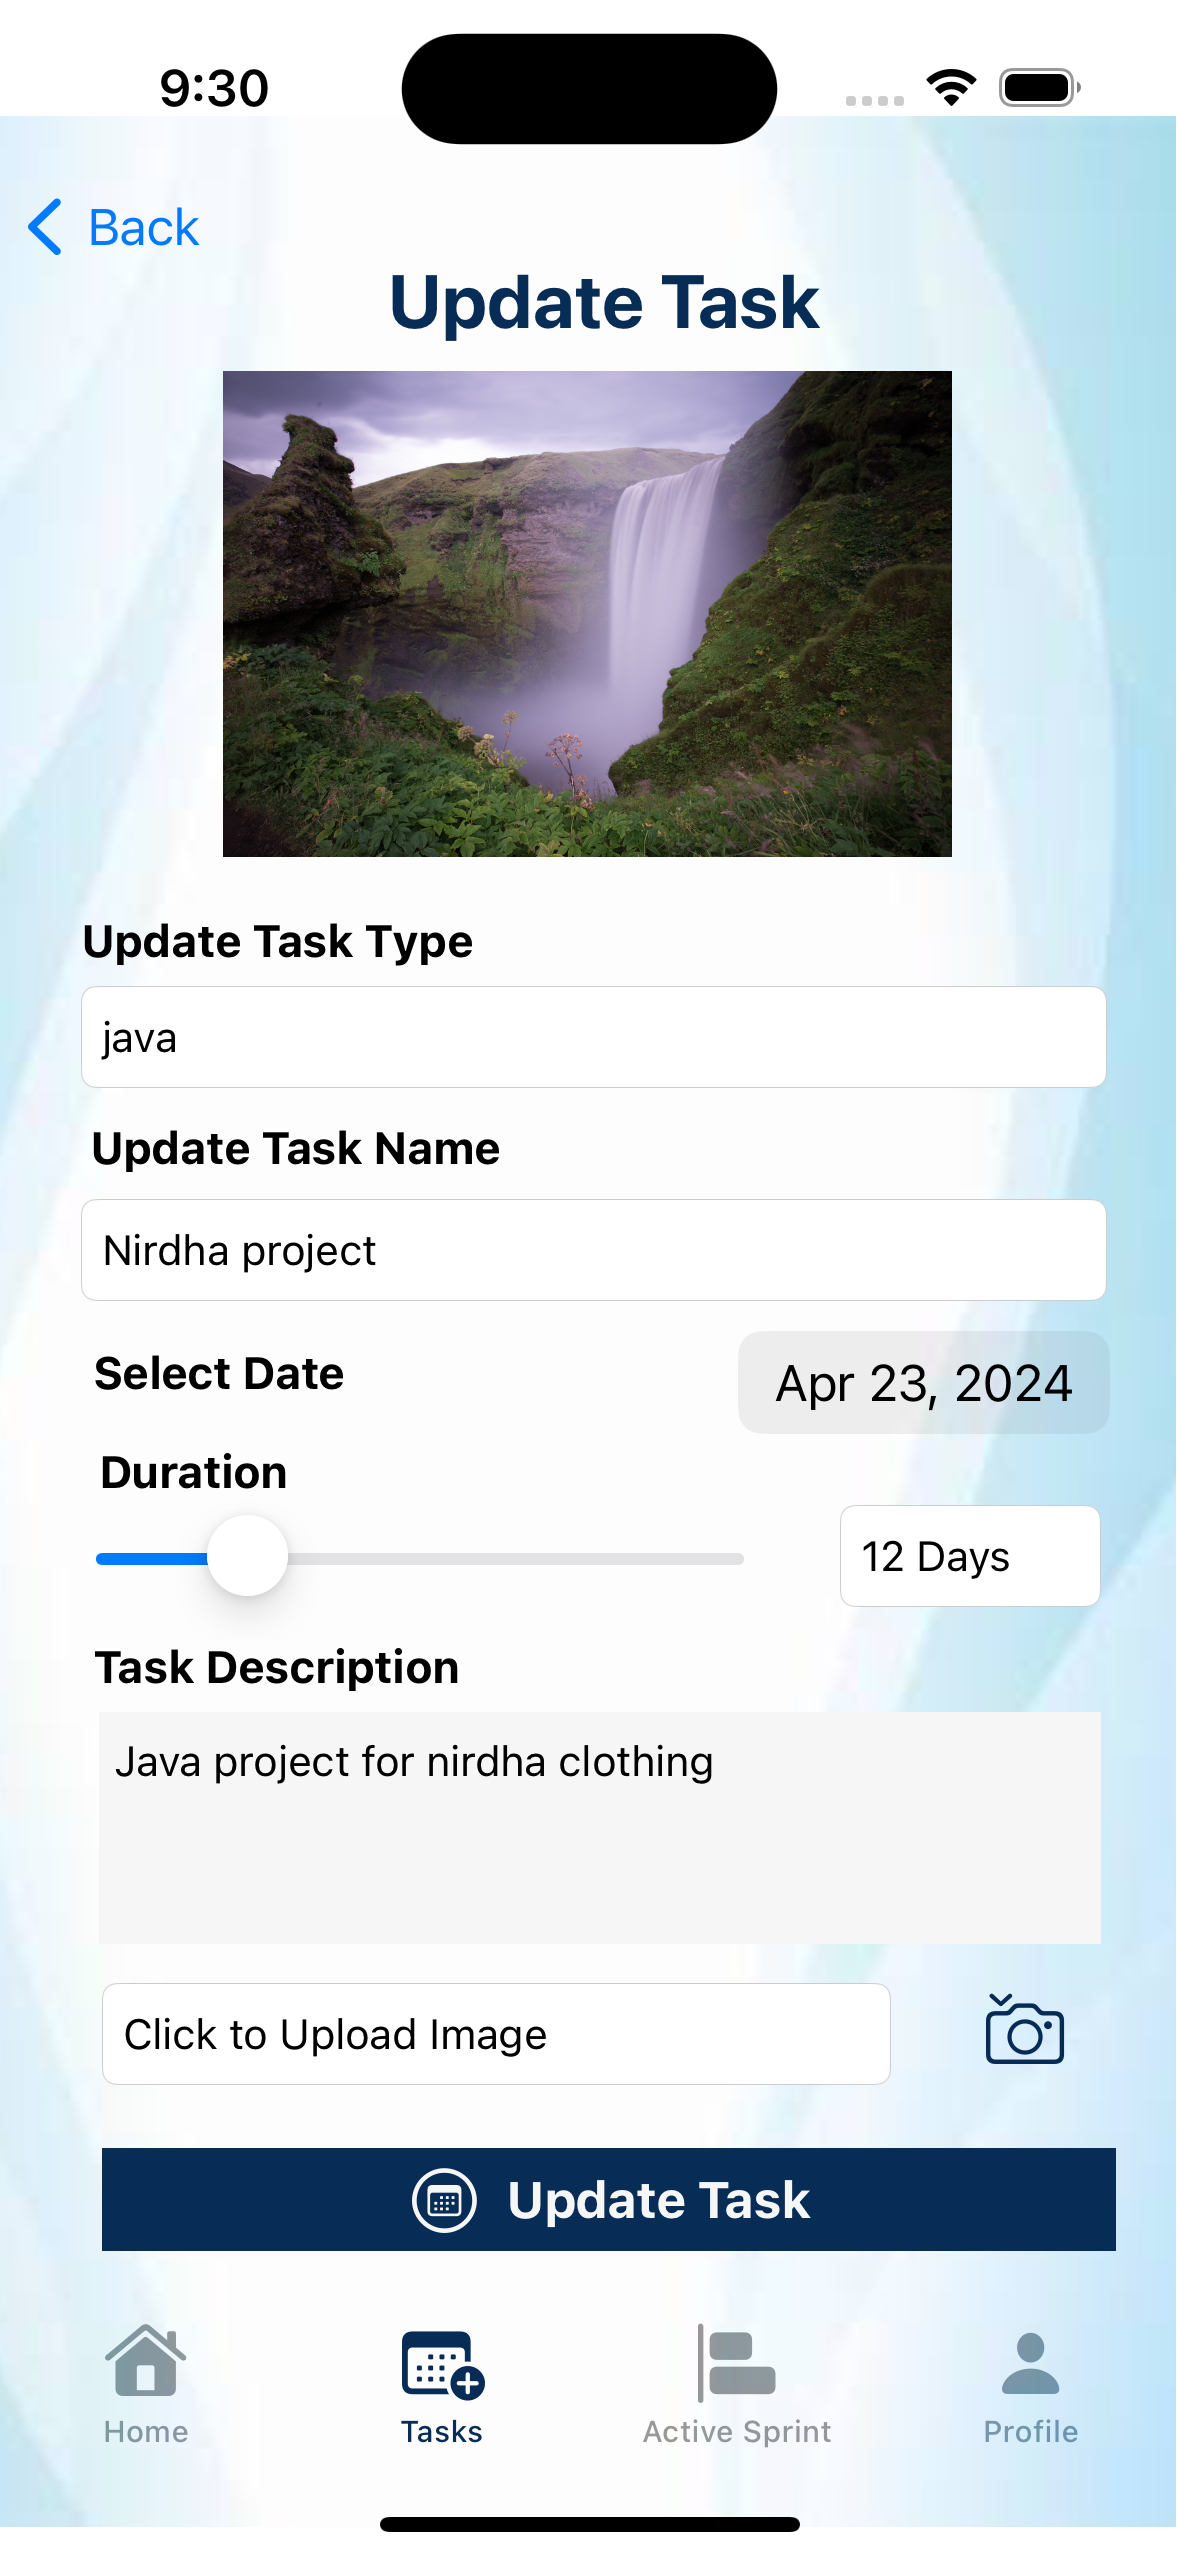 9:30
Back
Update Task
Update Task Type
java
Update Task Name
Nirdha project
Select Date
Apr 23, 2024
Duration
12 Days
Task Description
Java project for nirdha clothing
Click to Upload Image
Update Task
Home
Tasks
Active Sprint
Profile